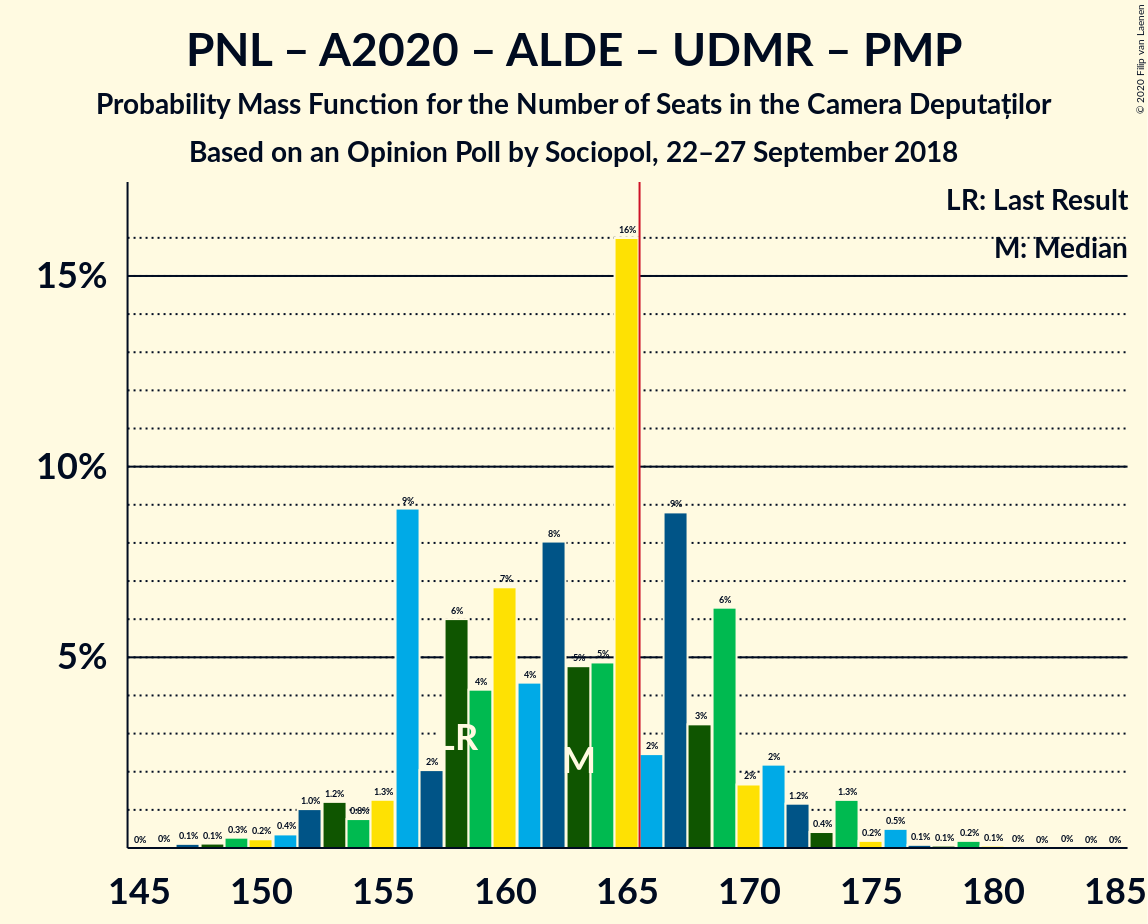 PNL – A2020 – ALDE – UDMR – PMP
Probability Mass Function for the Number of Seats in the Camera Deputaților
Based on an Opinion Poll by Sociopol, 22–27 September 2018
© 2020 Filip van Laenen
LR: Last Result
M: Median
15%
10%
5%
0% 0% 0.1% 0.1% 0.3% 0.2% 0.4% 1.0% 1.2% 0.8% 1.3% 9% 2% 6% 4% 7% 4% 8% 5% 5% 16% 2% 9% 3% 6% 2% 2% 1.2% 0.4% 1.3% 0.2% 0.5% 0.1% 0.1% 0.2% 0.1% 0% 0% 0% 0% 0%
LR
M
145 150 155 160 165 170 175 180 185